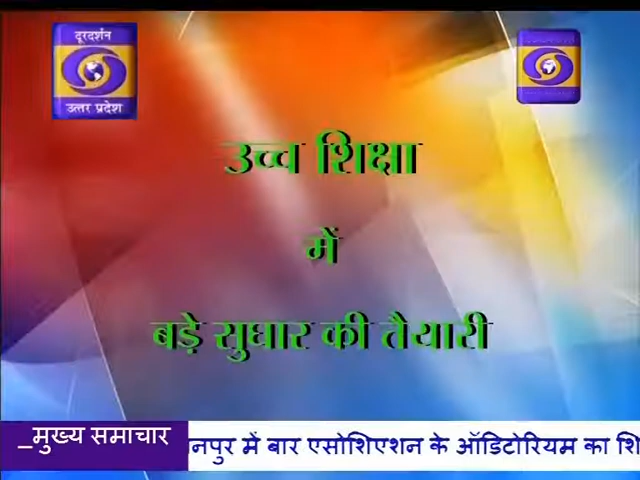 दूरदर्शन
उत्तर प्रदेश
उच्च शिक्षा
में
बड़े सुधार की तैयारी
_मुख्य समाचार
नपुर में बार एसोशिएशन के ऑडिटोरियम का शि